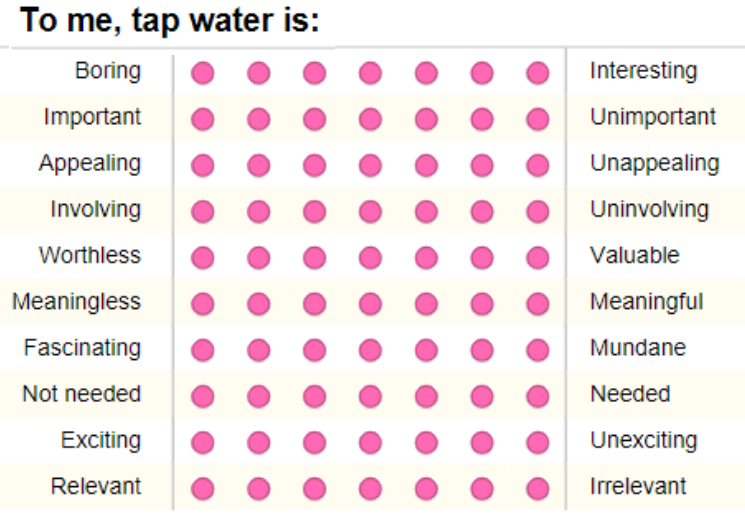 To me, tap water is:
Boring Interesting
Important Unimportant
Appealing Unappealing
Involving Uninvolving
Worthless Valuable
Meaningless Meaningful
Fascinating Mundane
Not needed Needed
Exciting Unexciting
Relevant Irrelevant